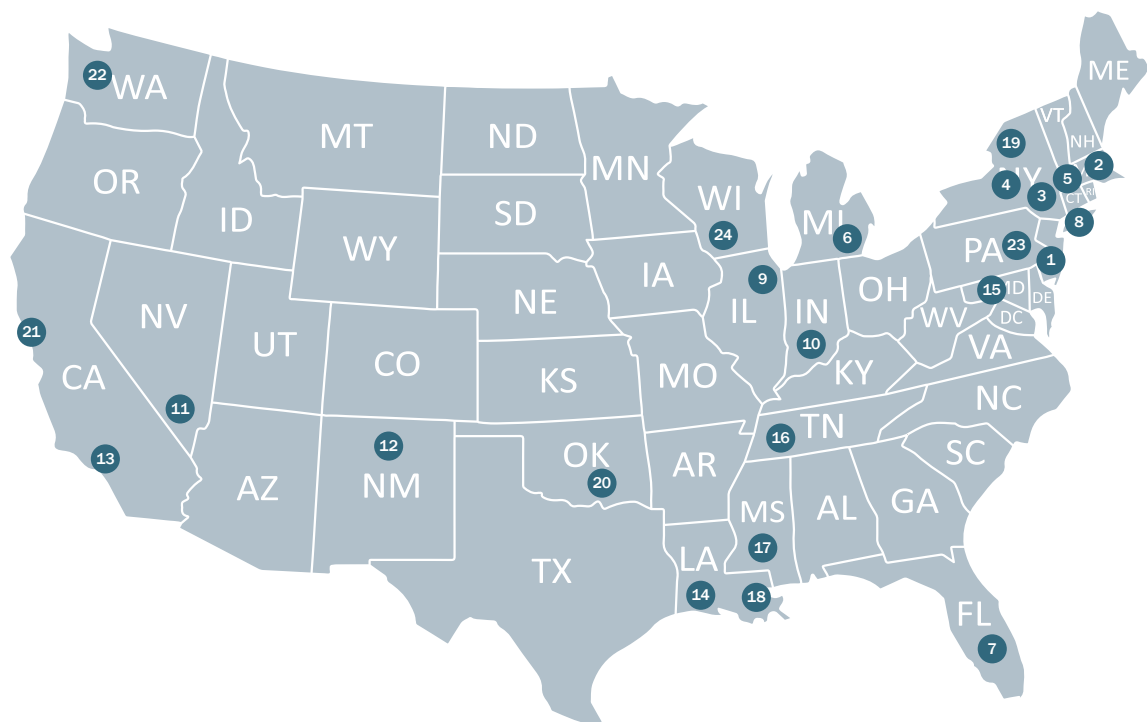 ME
22
WA
VT
MT
ND
19
NH
MN
2
OR
5
NY
4
WI
3
CT
RI
SD
ID
MI
8
24
6
WY
PA
23
1
IA
9
OH
15
MD
DE
NE
NV
IL
IN
WV
DC
21
UT
10
VA
CO
CA
KS
MO
KY
NC
11
TN
16
12
SC
13
OK
AR
20
AZ
NM
GA
MS
AL
17
LA
TX
14
18
FL
7